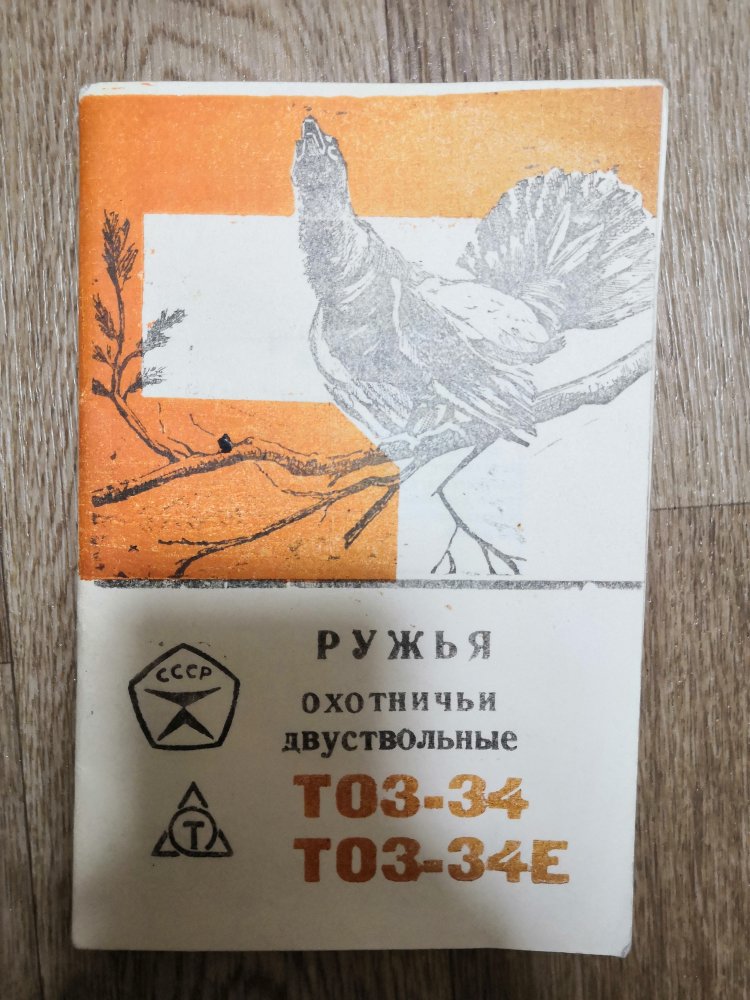 СССР
РУЖЬЯ
ОХОТНИЧЬИ
ДВУСТВОЛЬНЫЕ
Т
ТОЗ-34
ТОЗ-34Е